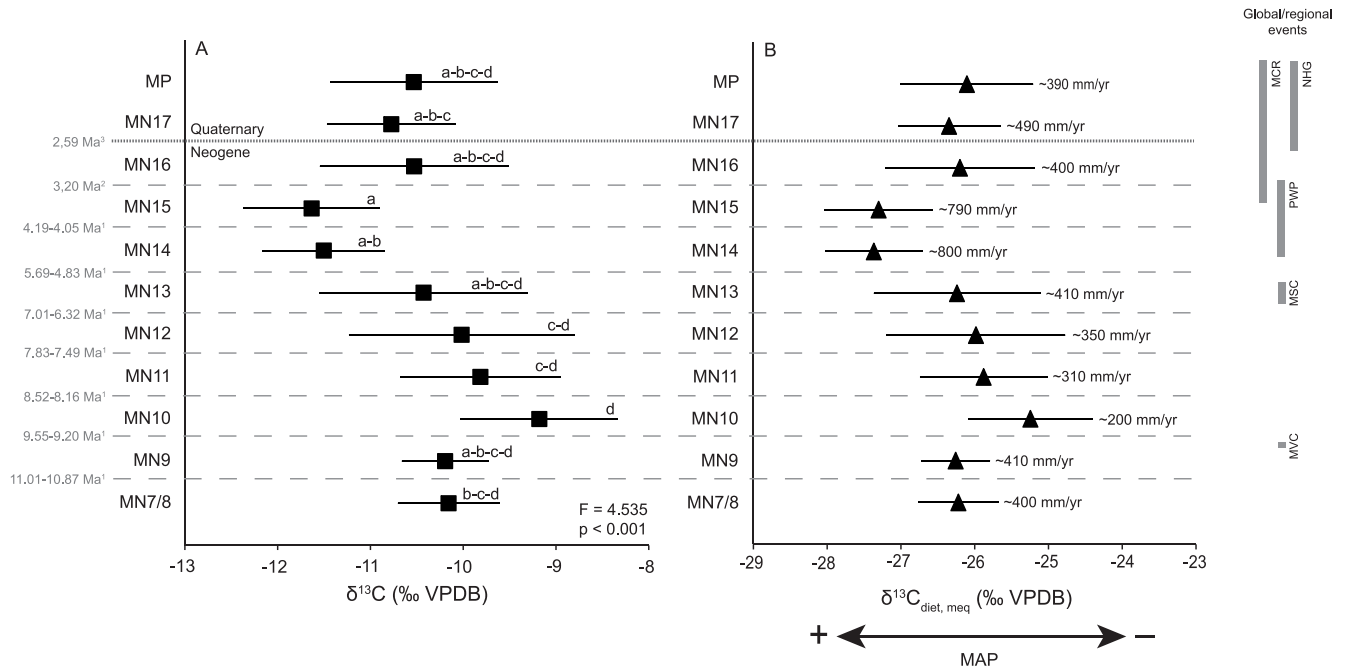 Global/regional
events
A
B
MCR
NHG
MP
a-b-c-d
MP
~390 mm/yr
MN17
a-b-c
MN17
~490 mm/yr
Quaternary
2,59 Ma³
Neogene
MN16
a-b-c-d
MN16
~400 mm/yr
3,20 Ma²
PWP
MN15
a
MN15
~790 mm/yr
4.19-4.05 Ma¹
MN14
a-b
MN14
~800 mm/yr
5.69-4.83 Ma¹
MSC
MN13
a-b-c-d
MN13
~410 mm/yr
7.01-6.32 Ma¹
MN12
c-d
MN12
~350 mm/yr
7.83-7.49 Ma¹
MN11
c-d
MN11
~310 mm/yr
8.52-8.16 Ma¹
MN10
d
MN10
~200 mm/yr
9.55-9.20 Ma¹
MVC
MN9
a-b-c-d
MN9
~410 mm/yr
11.01-10.87 Ma¹
MN7/8
b-c-d
MN7/8
~400 mm/yr
F = 4.535
p < 0.001
-13 -12 -11 -10 -9 -8
-29 -28 -27 -26 -25 -24 -23
δ¹³C (‰ VPDB)
δ¹³C diet, meq (‰ VPDB)
+ −
MAP